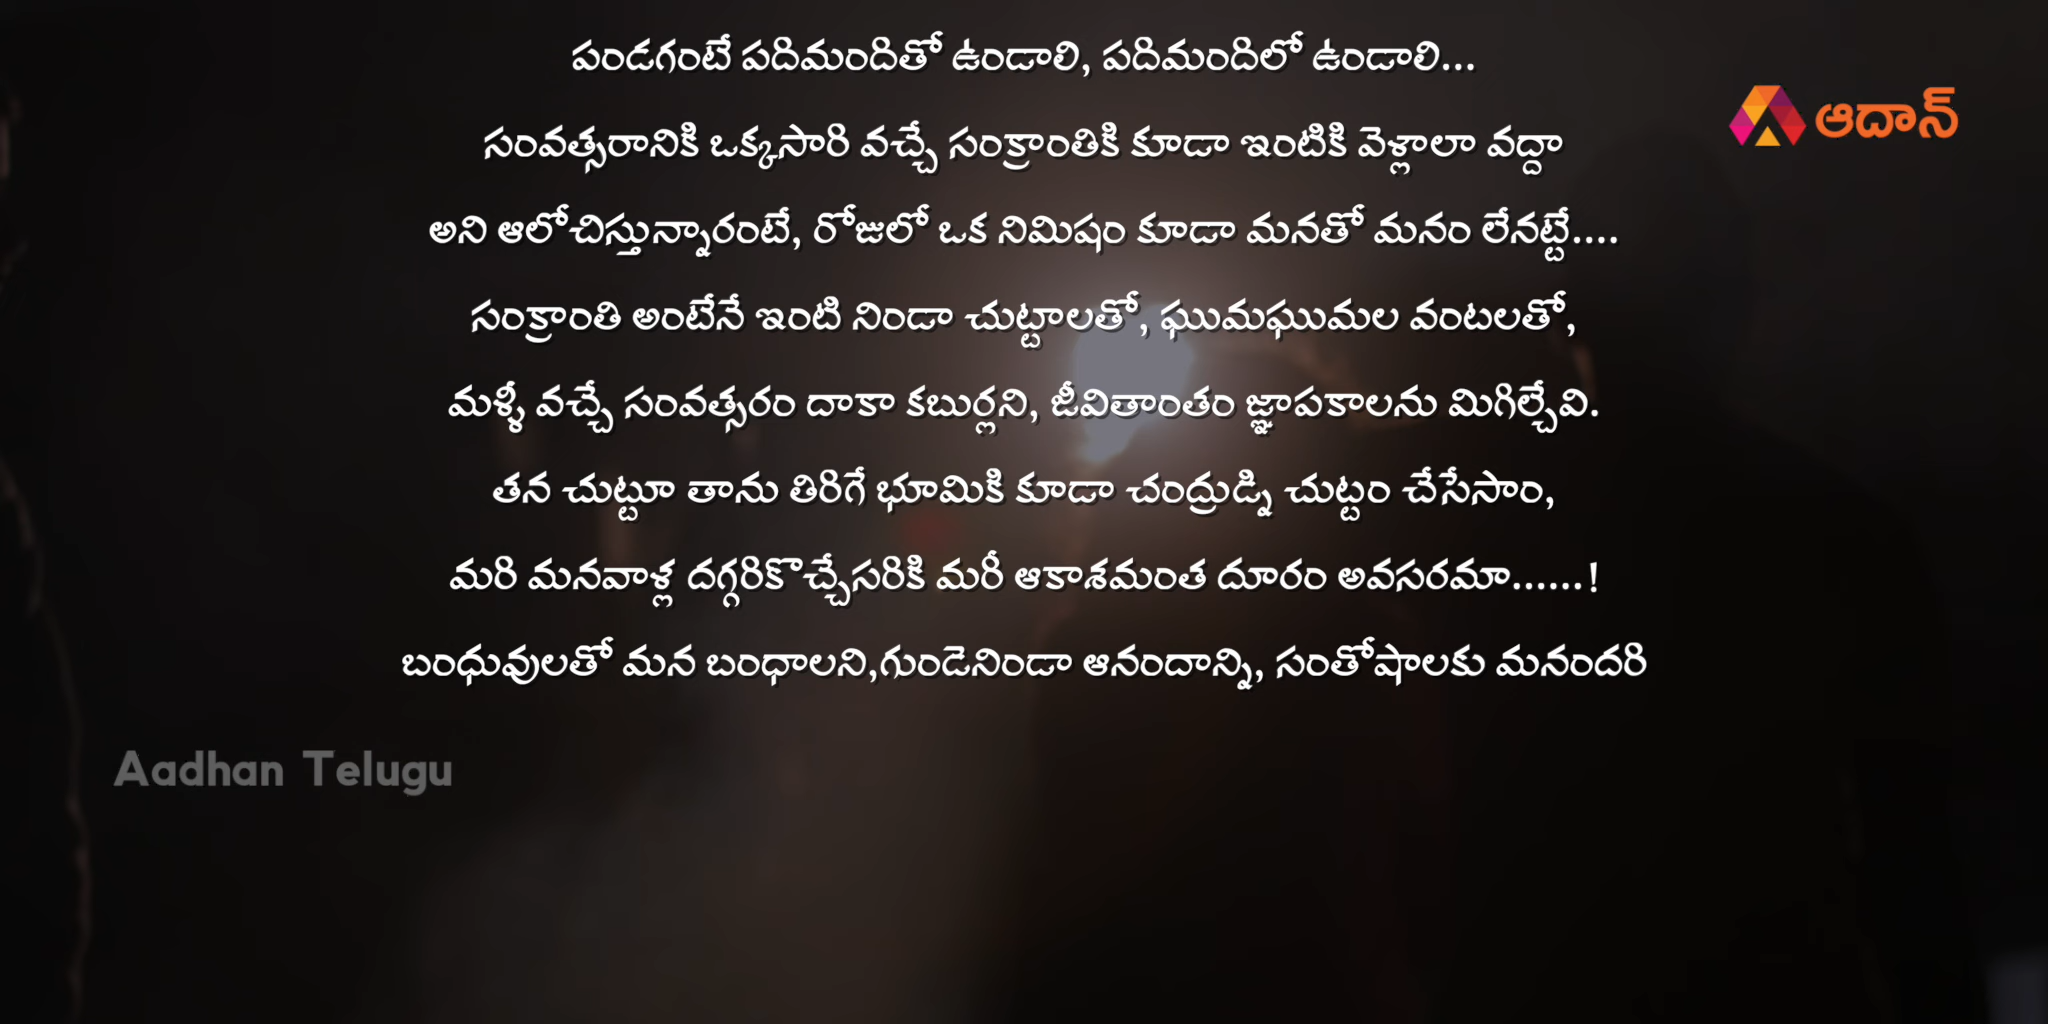 పండగంటే పదిమందితో ఉండాలి, పదిమందిలో ఉండాలి...
ఆదాన్
సంవత్సరానికి ఒక్కసారి వచ్చే సంక్రాంతికి కూడా ఇంటికి వెళ్లాలా వద్దా
అని ఆలోచిస్తున్నారంటే, రోజులో ఒక నిమిషం కూడా మనతో మనం లేనట్టే....
సంక్రాంతి అంటేనే ఇంటి నిండా చుట్టాలతో, ఘుమఘుమల వంటలతో,
మళ్ళీ వచ్చే సంవత్సరం దాకా కబుర్లని, జీవితాంతం జ్ఞాపకాలను మిగిల్చేవి.
తన చుట్టూ తాను తిరిగే భూమికి కూడా చంద్రుడ్ని చుట్టం చేసేసాం,
మరి మనవాళ్ల దగ్గరికొచ్చేసరికి మరీ ఆకాశమంత దూరం అవసరమా......!
బంధువులతో మన బంధాలని,గుండెనిండా ఆనందాన్ని, సంతోషాలకు మనందరి
Aadhan Telugu